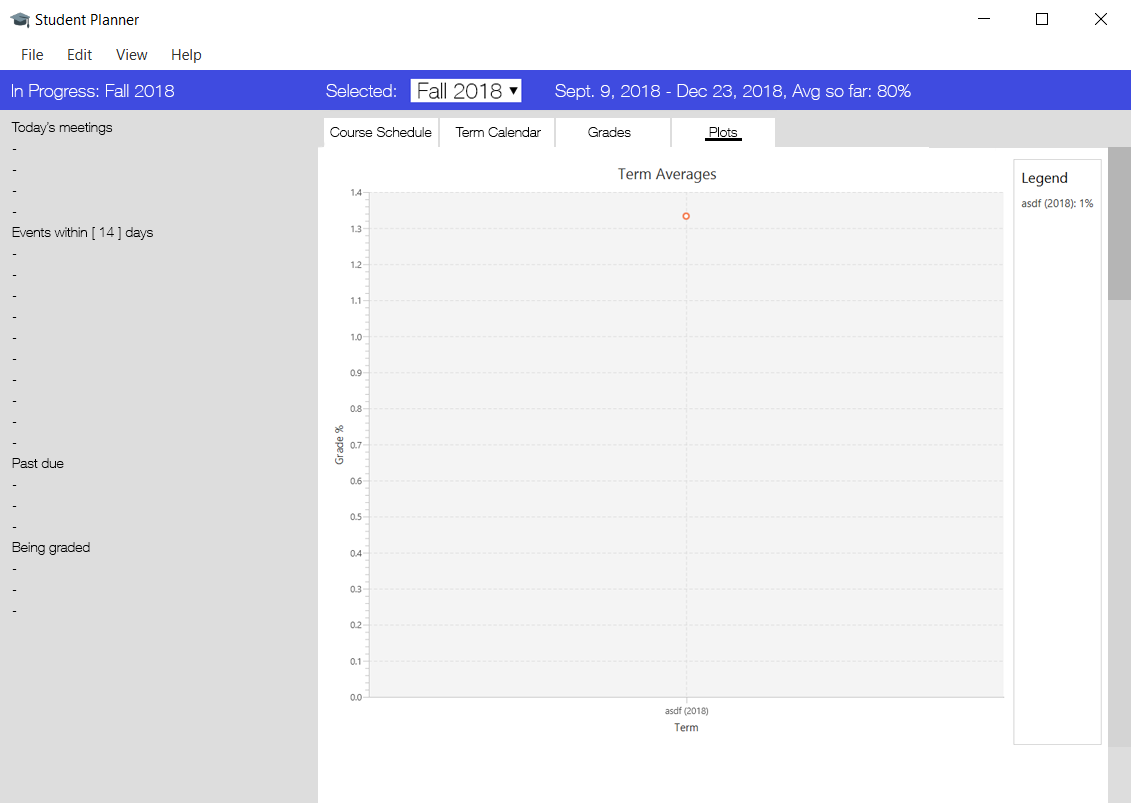 Student Planner
File Edit View Help
In Progress: Fall 2018 Selected: Fall 2018 ▾ Sept. 9, 2018 - Dec 23, 2018, Avg so far: 80%
Today's meetings
-
-
-
-
Events within [ 14 ] days
-
-
-
-
-
-
-
-
-
-
Past due
-
-
-
Being graded
-
-
-
Course Schedule Term Calendar Grades Plots
Term Averages
Grade %
1.4
1.3
1.2
1.1
1.0
0.9
0.8
0.7
0.6
0.5
0.4
0.3
0.2
0.1
0.0
asdf (2018)
Term
Legend
asdf (2018): 1%